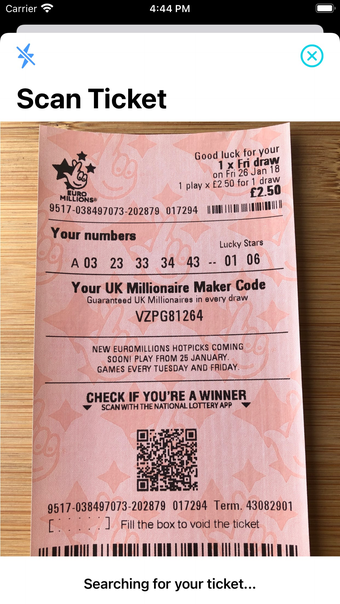 Carrier 4:44 PM
Scan Ticket
EURO
MILLIONS
Good luck for your
1 x Fri draw
on Fri 26 Jan 18
1 play x £2.50 for 1 draw
£2.50
9517-038497073-202879 017294
Your numbers
Lucky Stars
A 03 23 33 34 43 -- 01 06
Your UK Millionaire Maker Code
Guaranteed UK Millionaires in every draw
VZPG81264
NEW EUROMILLIONS HOTPICKS COMING
SOON! PLAY FROM 25 JANUARY.
GAMES EVERY TUESDAY AND FRIDAY.
CHECK IF YOU'RE A WINNER
SCAN WITH THE NATIONAL LOTTERY APP
9517-038497073-202879 017294 Term. 43082901
[:::::] Fill the box to void the ticket
Searching for your ticket...